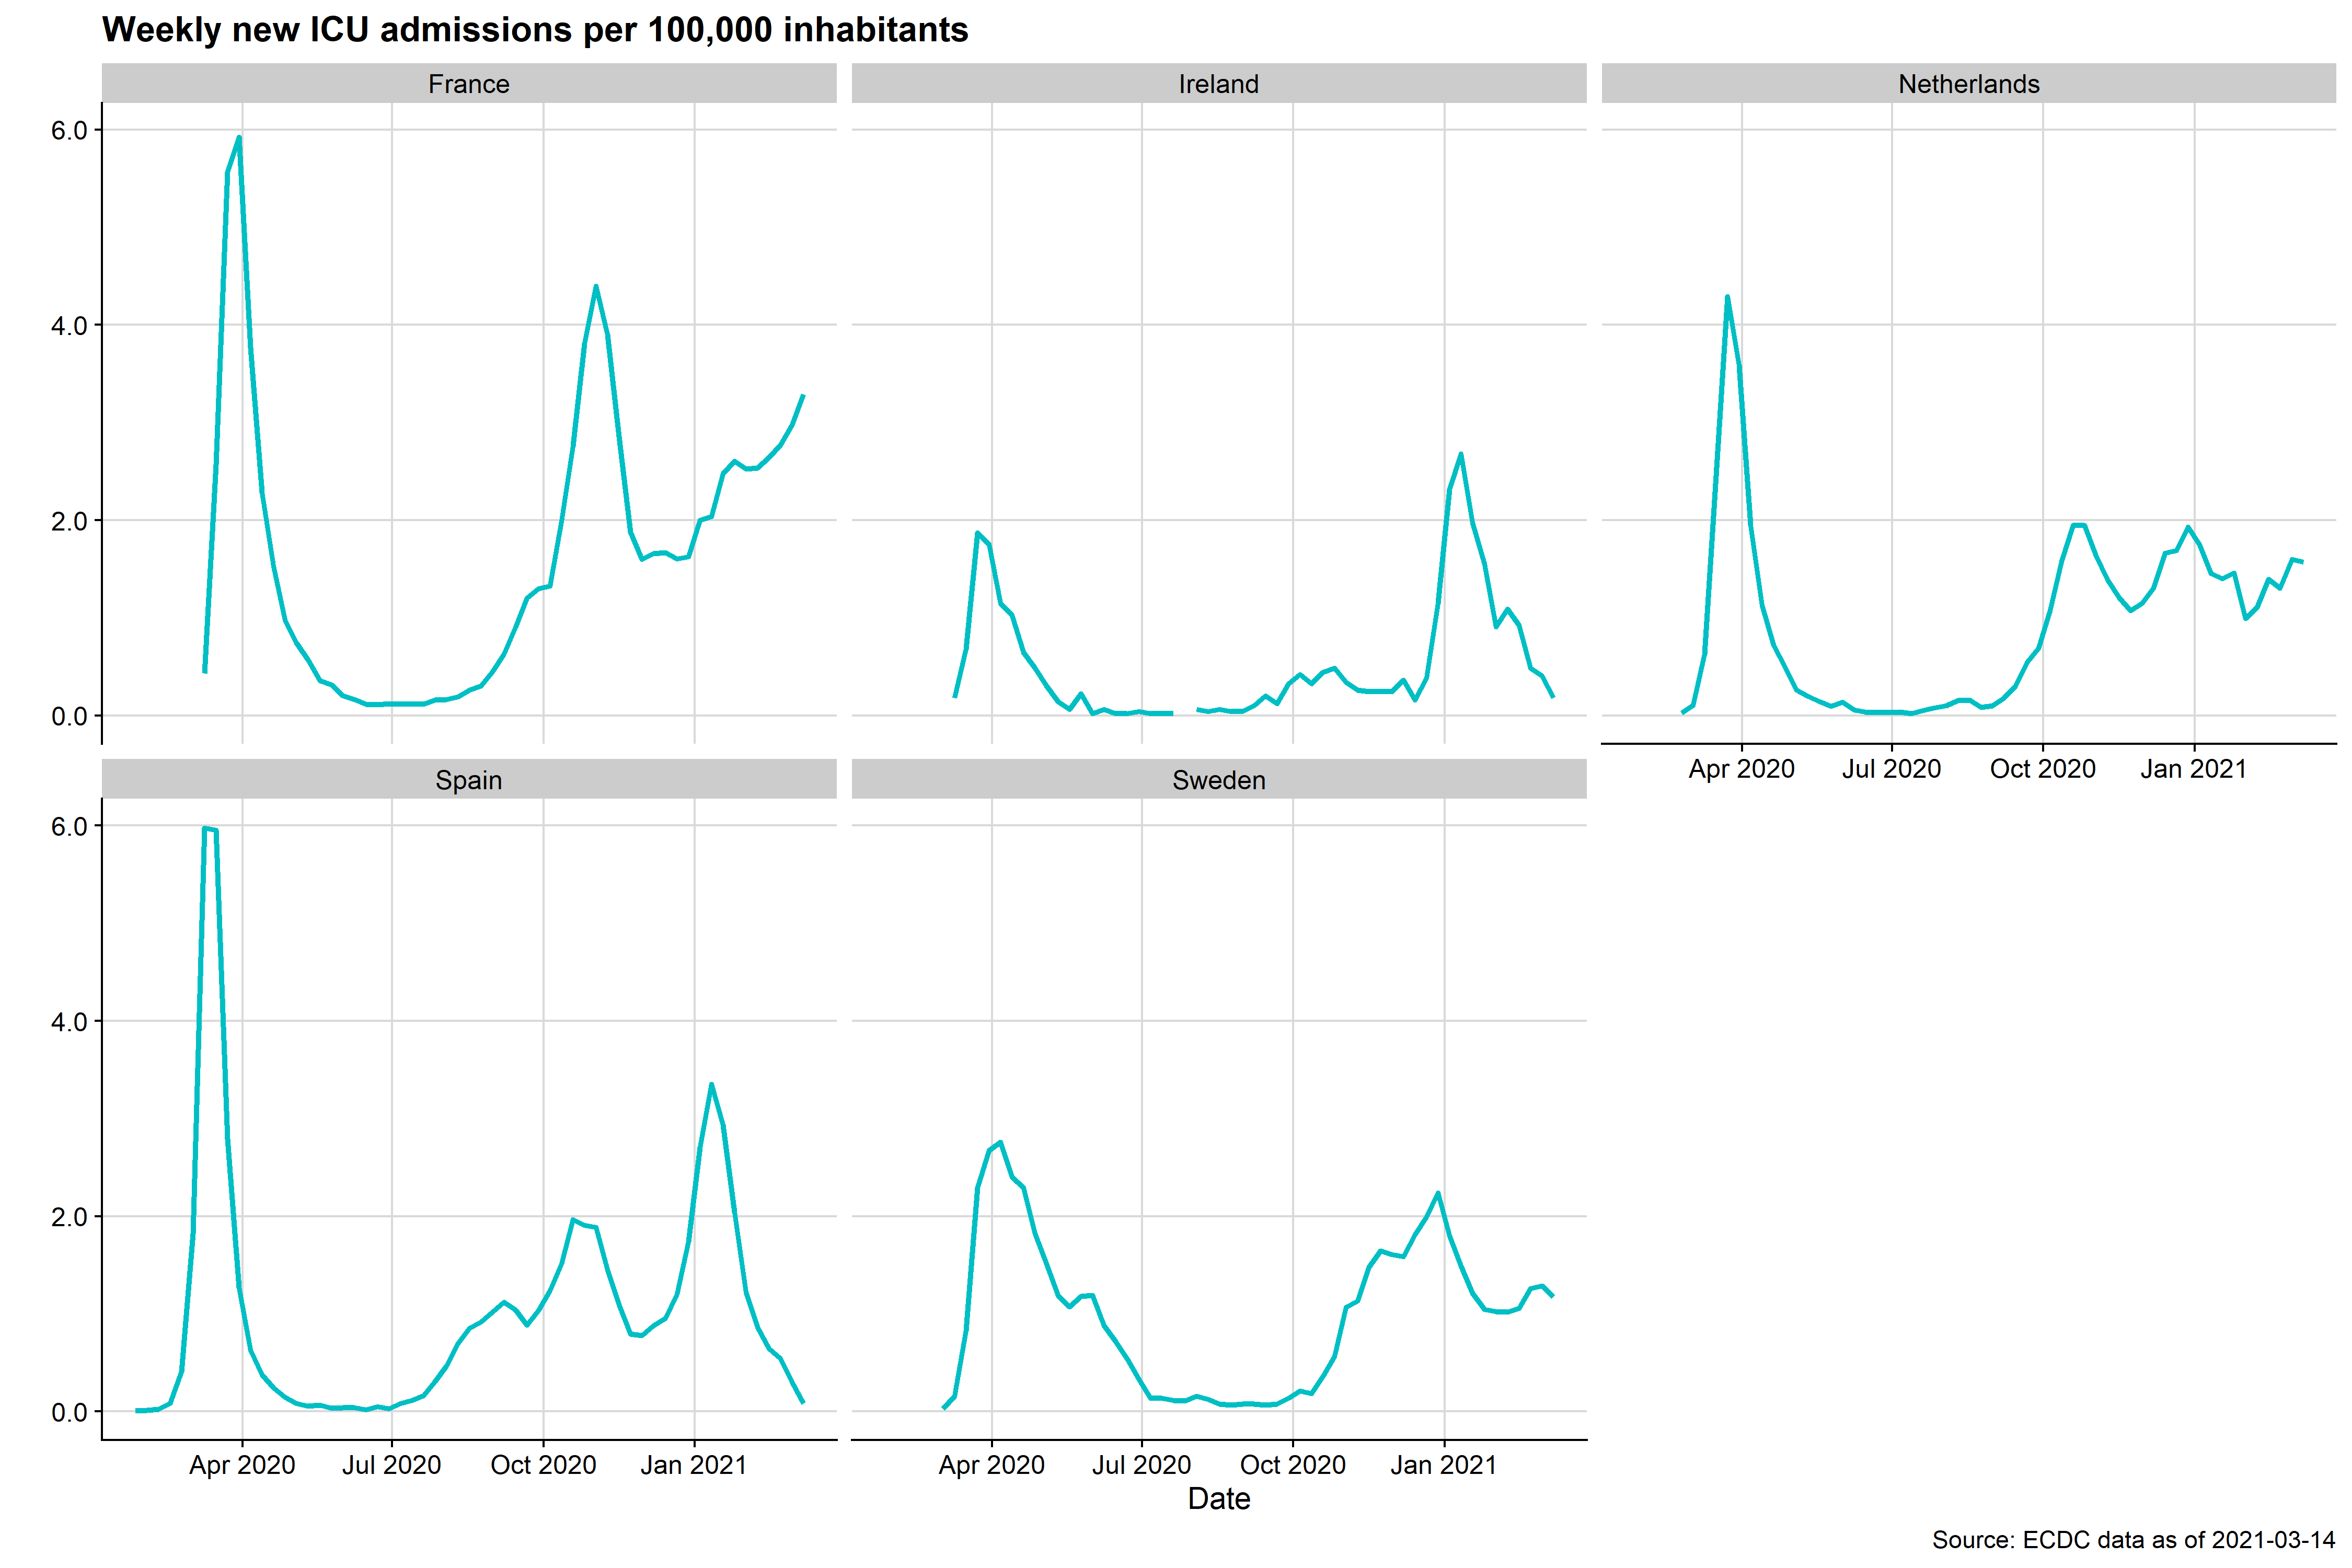 Weekly new ICU admissions per 100,000 inhabitants
France Ireland Netherlands
6.0
4.0
2.0
0.0
Apr 2020 Jul 2020 Oct 2020 Jan 2021
Spain Sweden
6.0
4.0
2.0
0.0
Apr 2020 Jul 2020 Oct 2020 Jan 2021 Apr 2020 Jul 2020 Oct 2020 Jan 2021
Date
Source: ECDC data as of 2021-03-14